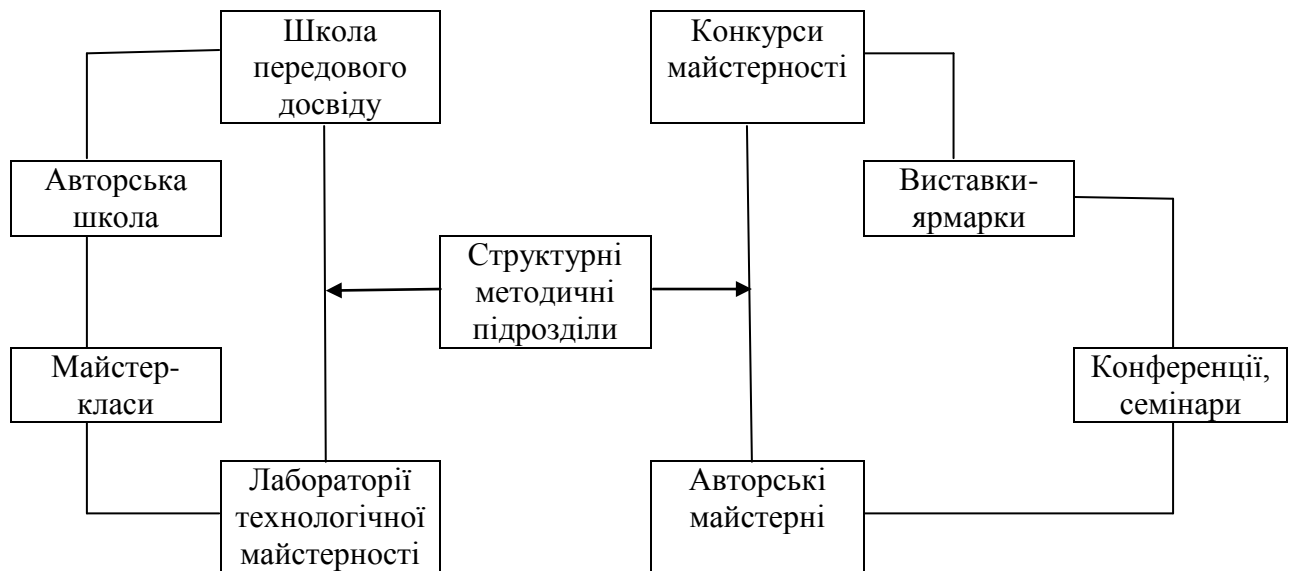 Школа
передового
досвіду
Конкурси
майстерності
Авторська
школа
Виставки-
ярмарки
Структурні
методичні
підрозділи
Майстер-
класи
Конференції,
семінари
Лабораторії
технологічної
майстерності
Авторські
майстерні